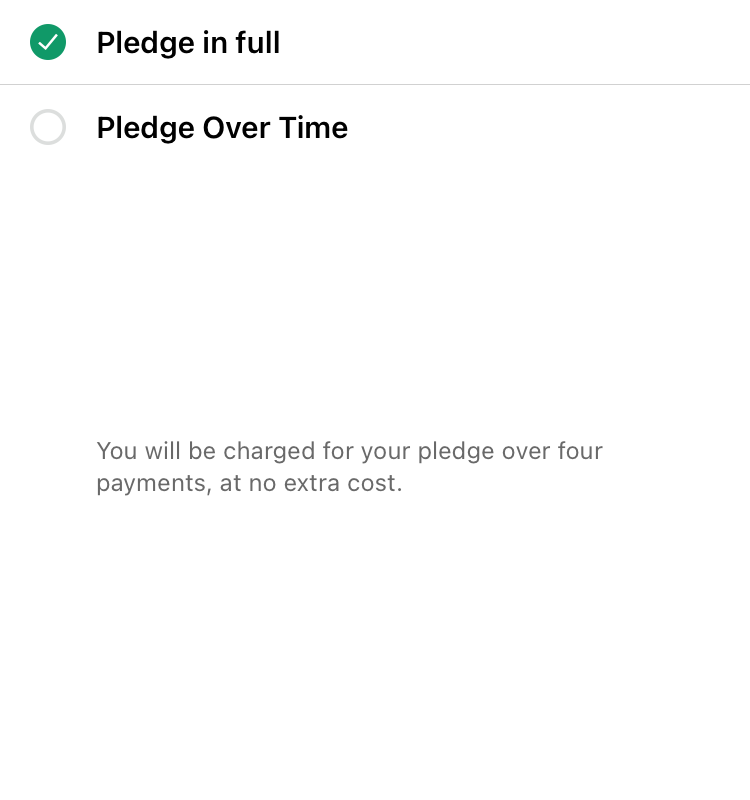 Pledge in full
Pledge Over Time
You will be charged for your pledge over four
payments, at no extra cost.